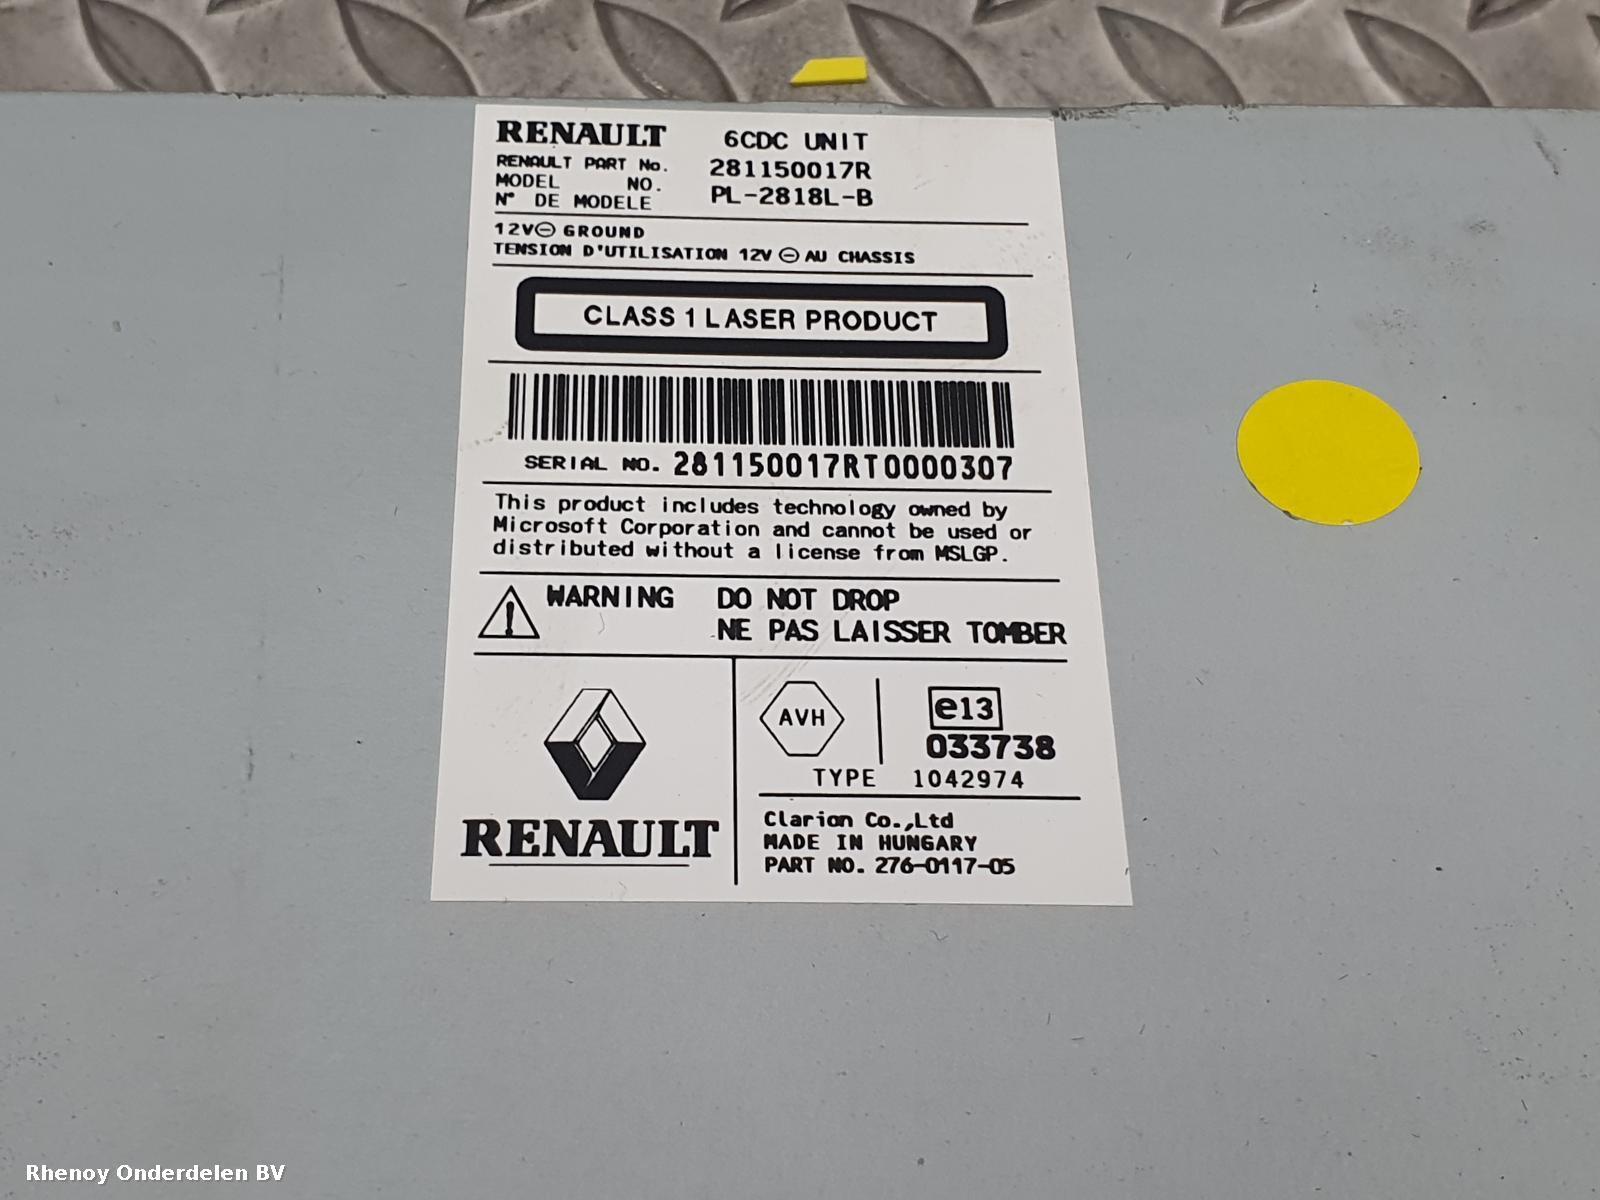 RENAULT 6CDC UNIT
RENAULT PART No. 281150017R
MODEL NO. PL-2818L-B
N° DE MODELE
12V⊖ GROUND
TENSION D'UTILISATION 12V ⊖ AU CHASSIS
CLASS 1 LASER PRODUCT
SERIAL NO. 281150017RT0000307
This product includes technology owned by
Microsoft Corporation and cannot be used or
distributed without a license from MSLGP.
WARNING DO NOT DROP
NE PAS LAISSER TOMBER
RENAULT
AVH
e13
033738
TYPE 1042974
Clarion Co.,Ltd
MADE IN HUNGARY
PART NO. 276-0117-05
Rhenoy Onderdelen BV